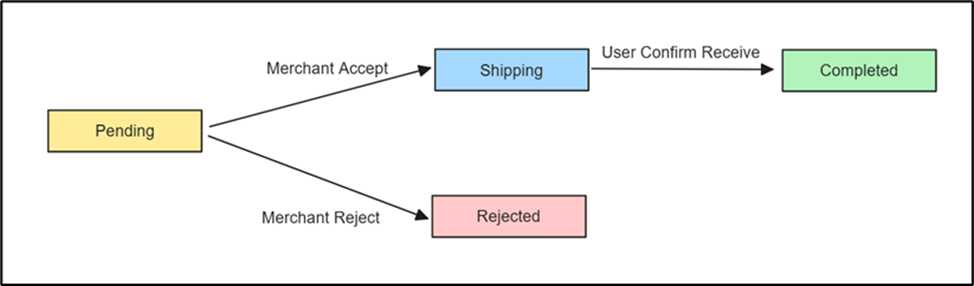 Merchant Accept
Shipping
User Confirm Receive
Completed
Pending
Merchant Reject
Rejected